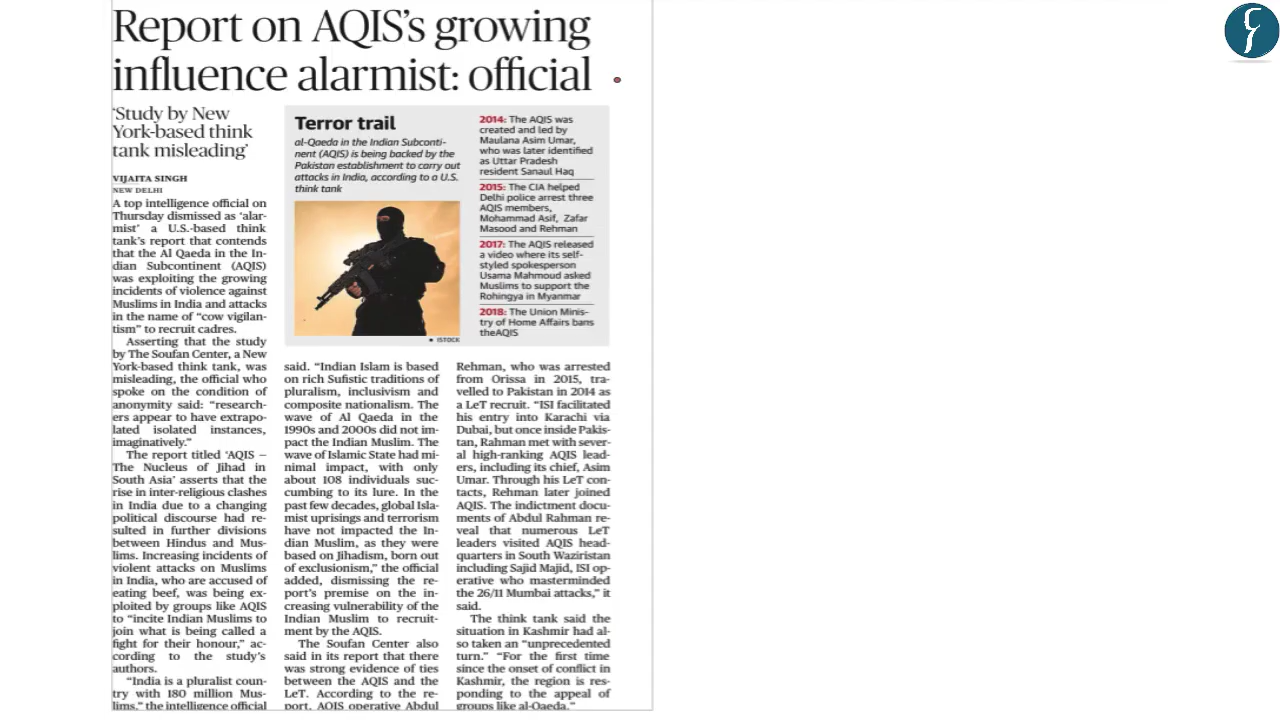 Report on AQIS's growing
influence alarmist: official
'Study by New
York-based think
tank misleading'
VIJAITA SINGH
NEW DELHI
A top intelligence official on
Thursday dismissed as 'alar-
mist' a U.S.-based think
tank's report that contends
that the Al Qaeda in the In-
dian Subcontinent (AQIS)
was exploiting the growing
incidents of violence against
Muslims in India and attacks
in the name of "cow vigilan-
tism" to recruit cadres.
Asserting that the study
by The Soufan Center, a New
York-based think tank, was
misleading, the official who
spoke on the condition of
anonymity said: "research-
ers appear to have extrapo-
lated isolated instances,
imaginatively."
The report titled 'AQIS —
The Nucleus of Jihad in
South Asia' asserts that the
rise in inter-religious clashes
in India due to a changing
political discourse had re-
sulted in further divisions
between Hindus and Mus-
lims. Increasing incidents of
violent attacks on Muslims
in India, who are accused of
eating beef, was being ex-
ploited by groups like AQIS
to "incite Indian Muslims to
join what is being called a
fight for their honour," ac-
cording to the study's
authors.
"India is a pluralist coun-
try with 180 million Mus-
lims," the intelligence official
Terror trail
al-Qaeda in the Indian Subconti-
nent (AQIS) is being backed by the
Pakistan establishment to carry out
attacks in India, according to a U.S.
think tank
• ISTOCK
2014: The AQIS was
created and led by
Maulana Asim Umar,
who was later identified
as Uttar Pradesh
resident Sanaul Haq
2015: The CIA helped
Delhi police arrest three
AQIS members,
Mohammad Asif, Zafar
Masood and Rehman
2017: The AQIS released
a video where its self-
styled spokesperson
Usama Mahmoud asked
Muslims to support the
Rohingya in Myanmar
2018: The Union Minis-
try of Home Affairs bans
theAQIS
said. "Indian Islam is based
on rich Sufistic traditions of
pluralism, inclusivism and
composite nationalism. The
wave of Al Qaeda in the
1990s and 2000s did not im-
pact the Indian Muslim. The
wave of Islamic State had mi-
nimal impact, with only
about 108 individuals suc-
cumbing to its lure. In the
past few decades, global Isla-
mist uprisings and terrorism
have not impacted the In-
dian Muslim, as they were
based on Jihadism, born out
of exclusionism," the official
added, dismissing the re-
port's premise on the in-
creasing vulnerability of the
Indian Muslim to recruit-
ment by the AQIS.
The Soufan Center also
said in its report that there
was strong evidence of ties
between the AQIS and the
LeT. According to the re-
port, AQIS operative Abdul
Rehman, who was arrested
from Orissa in 2015, tra-
velled to Pakistan in 2014 as
a LeT recruit. "ISI facilitated
his entry into Karachi via
Dubai, but once inside Pakis-
tan, Rahman met with sever-
al high-ranking AQIS lead-
ers, including its chief, Asim
Umar. Through his LeT con-
tacts, Rehman later joined
AQIS. The indictment docu-
ments of Abdul Rahman re-
veal that numerous LeT
leaders visited AQIS head-
quarters in South Waziristan
including Sajid Majid, ISI op-
erative who masterminded
the 26/11 Mumbai attacks," it
said.
The think tank said the
situation in Kashmir had al-
so taken an "unprecedented
turn." "For the first time
since the onset of conflict in
Kashmir, the region is res-
ponding to the appeal of
groups like al-Qaeda."